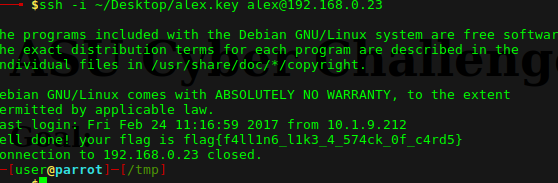 $ssh -i ~/Desktop/alex.key alex@192.168.0.23
he programs included with the Debian GNU/Linux system are free softwar
he exact distribution terms for each program are described in the
ndividual files in /usr/share/doc/*/copyright.
ebian GNU/Linux comes with ABSOLUTELY NO WARRANTY, to the extent
ermitted by applicable law.
ast login: Fri Feb 24 11:16:59 2017 from 10.1.9.212
ell done! your flag is flag{f4ll1n6_l1k3_4_574ck_0f_c4rd5}
onnection to 192.168.0.23 closed.
[user@parrot]-[/tmp]
$